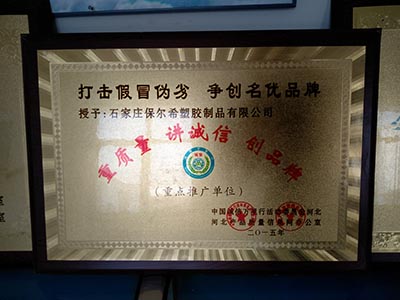 打击假冒伪劣 争创名优品牌
授予:石家庄保尔希塑胶制品有限公司
重质量 讲诚信 创品牌
(重点推广单位)
二〇一五年